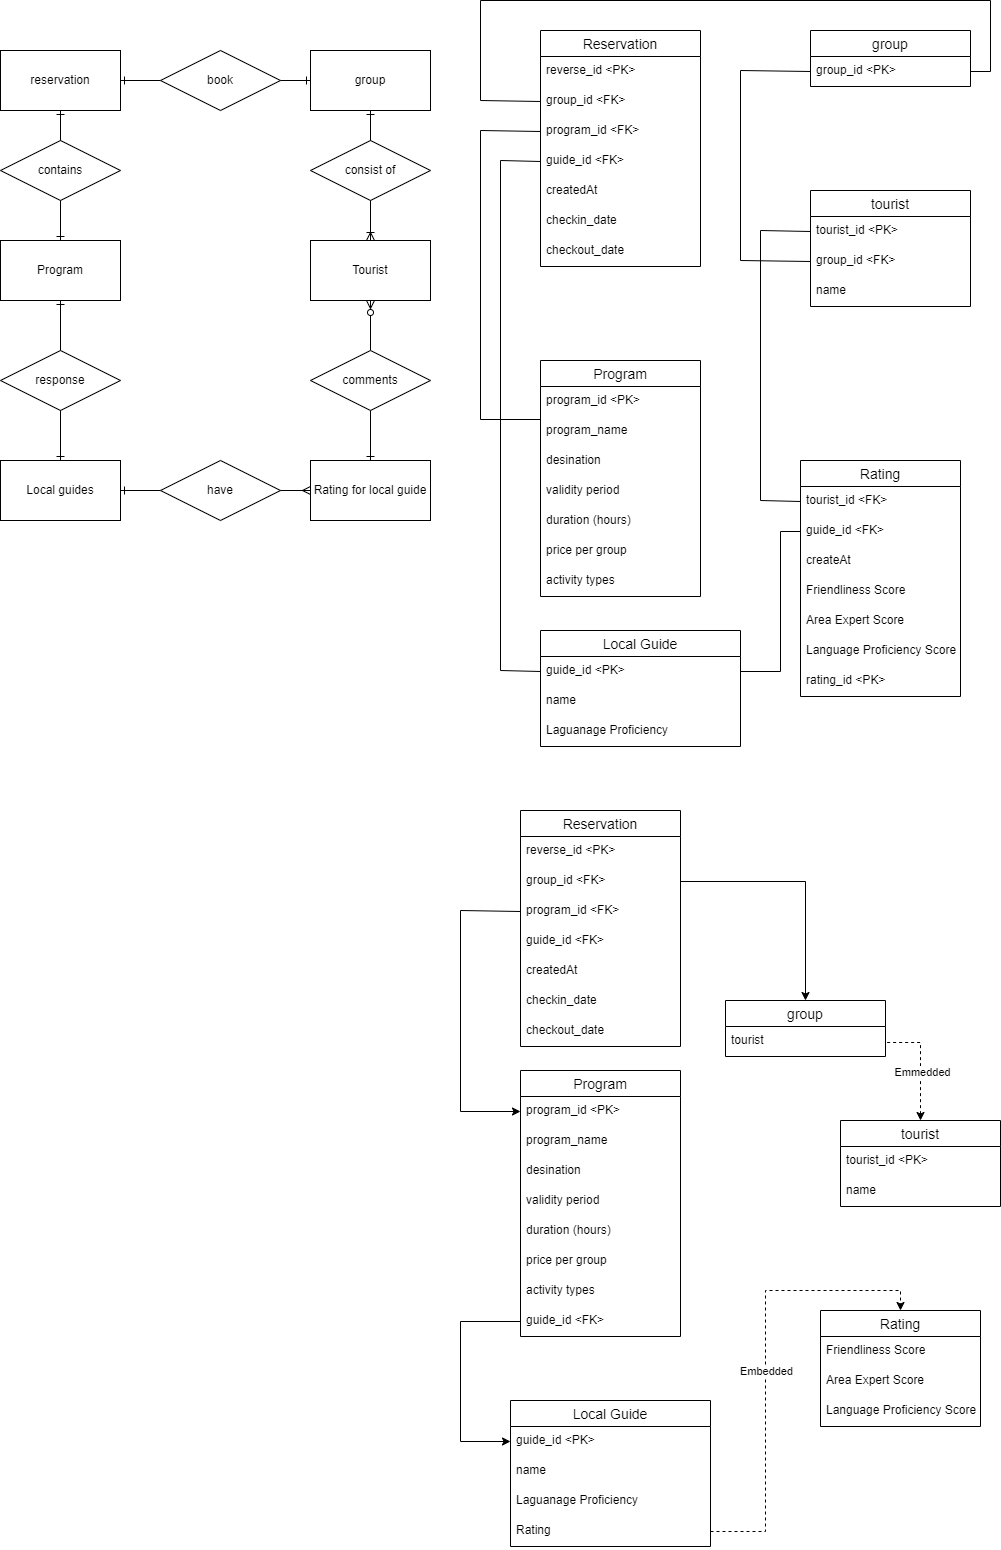 reservation
book
group
contains
consist of
Program
Tourist
response
comments
Local guides
have
Rating for local guide
Reservation
reverse_id <PK>
group_id <FK>
program_id <FK>
guide_id <FK>
createdAt
checkin_date
checkout_date
group
group_id <PK>
tourist
tourist_id <PK>
group_id <FK>
name
Program
program_id <PK>
program_name
desination
validity period
duration (hours)
price per group
activity types
Rating
tourist_id <FK>
guide_id <FK>
createAt
Friendliness Score
Area Expert Score
Language Proficiency Score
rating_id <PK>
Local Guide
guide_id <PK>
name
Laguanage Proficiency
Reservation
reverse_id <PK>
group_id <FK>
program_id <FK>
guide_id <FK>
createdAt
checkin_date
checkout_date
group
tourist
Emmedded
tourist
tourist_id <PK>
name
Program
program_id <PK>
program_name
desination
validity period
duration (hours)
price per group
activity types
guide_id <FK>
Rating
Friendliness Score
Area Expert Score
Language Proficiency Score
Embedded
Local Guide
guide_id <PK>
name
Laguanage Proficiency
Rating